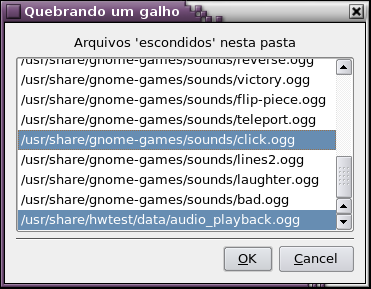 Quebrando um galho
Arquivos 'escondidos' nesta pasta
/usr/share/gnome-games/sounds/reverse.ogg
/usr/share/gnome-games/sounds/victory.ogg
/usr/share/gnome-games/sounds/flip-piece.ogg
/usr/share/gnome-games/sounds/teleport.ogg
/usr/share/gnome-games/sounds/click.ogg
/usr/share/gnome-games/sounds/lines2.ogg
/usr/share/gnome-games/sounds/laughter.ogg
/usr/share/gnome-games/sounds/bad.ogg
/usr/share/hwtest/data/audio_playback.ogg
OK Cancel